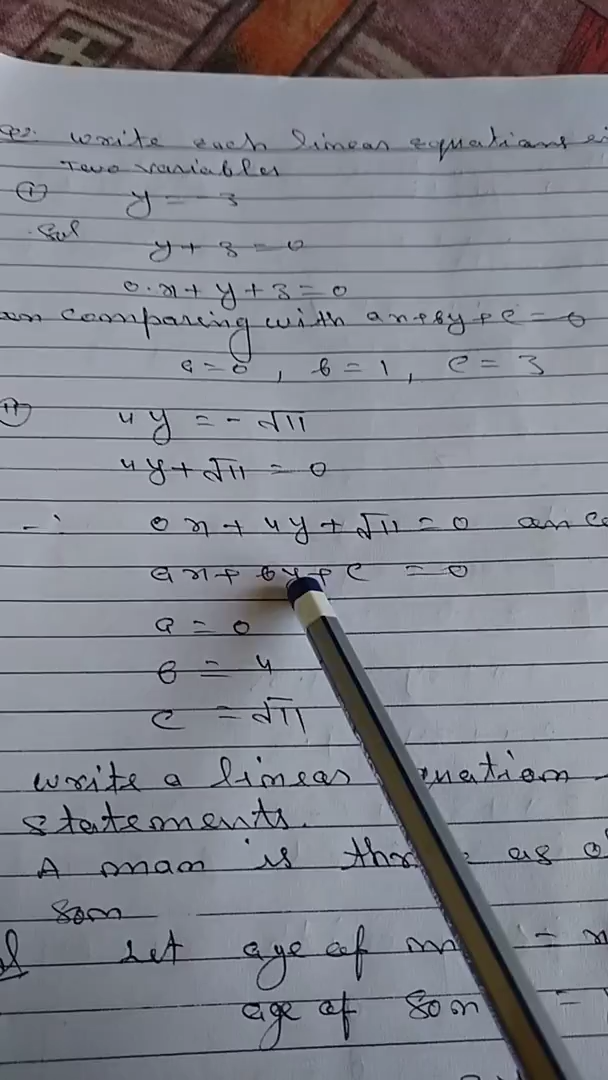 Write each linear equations in
Two variables
(i) y = -3
Sol
y + 3 = 0
0.x + y + 3 = 0
on comparing with ax + by + c = 0
a = 0, b = 1, c = 3
(ii) 4y = -√11
4y + √11 = 0
∴ 0x + 4y + √11 = 0 on co
ax + by + c = 0
a = 0
b = 4
c = √11
write a linear
statements.
A man is as
son
Let age of =
age of son =